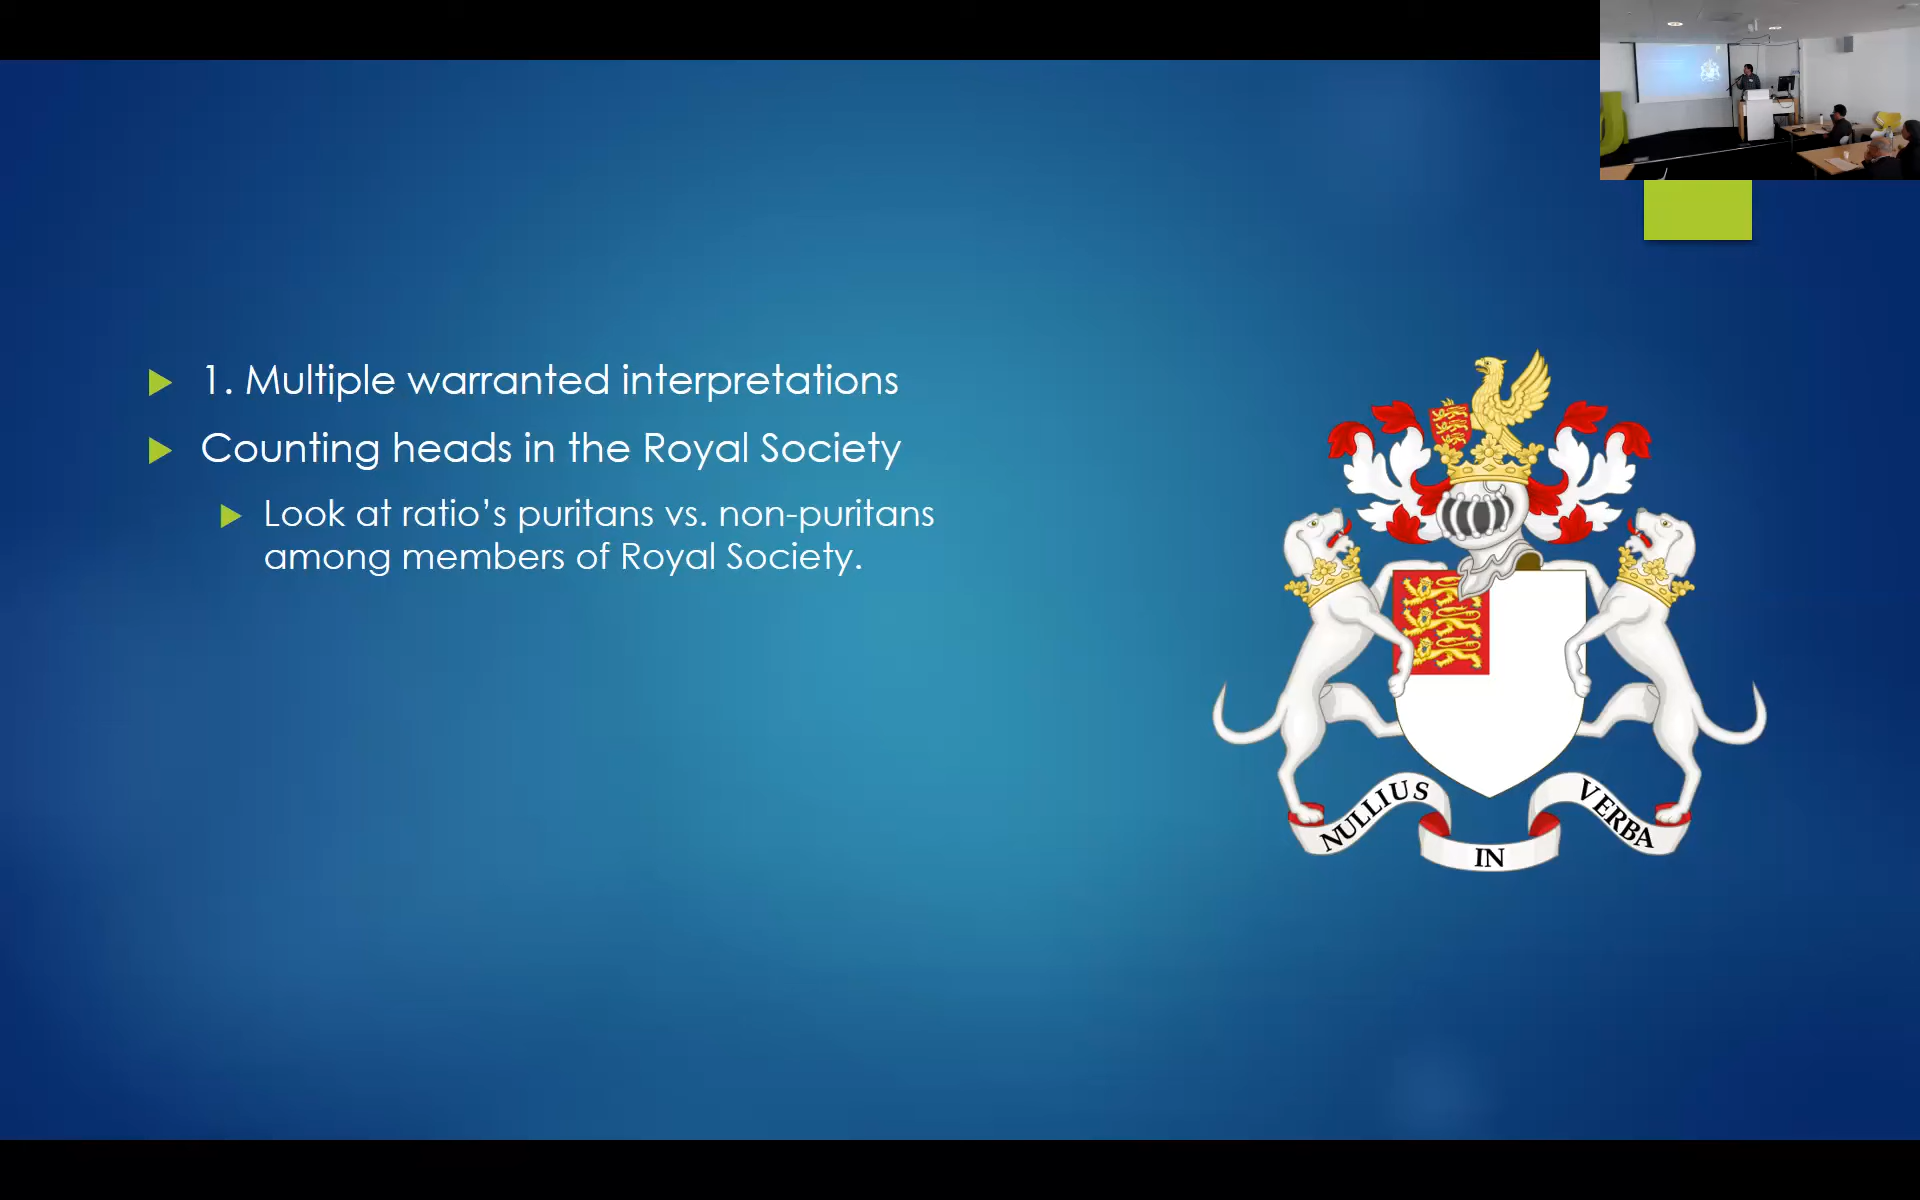 1. Multiple warranted interpretations
Counting heads in the Royal Society
Look at ratio’s puritans vs. non-puritans
among members of Royal Society.
NULLIUS
IN
VERBA